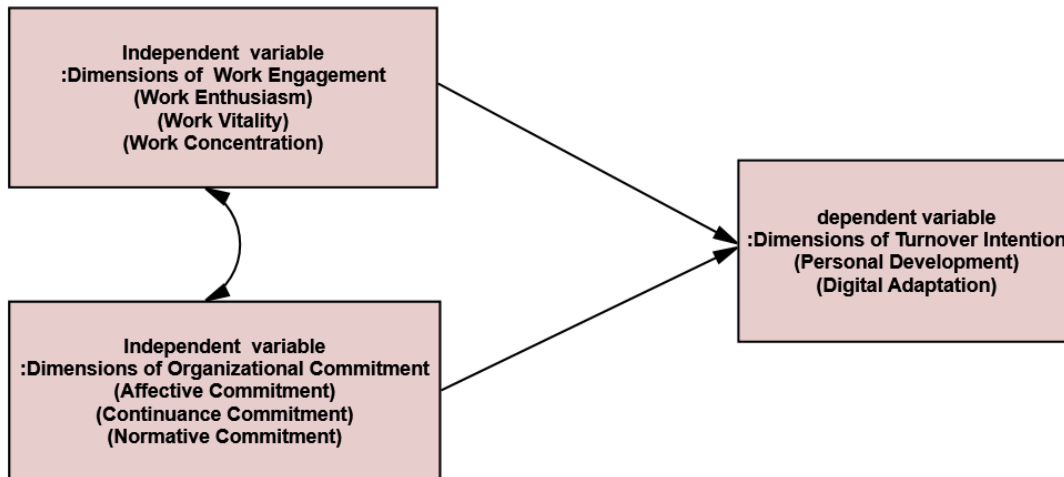 Independent  variable
:Dimensions of  Work Engagement
(Work Enthusiasm)
(Work Vitality)
(Work Concentration)
dependent variable
:Dimensions of Turnover Intention
(Personal Development)
(Digital Adaptation)
Independent  variable
:Dimensions of Organizational Commitment
(Affective Commitment)
(Continuance Commitment)
(Normative Commitment)